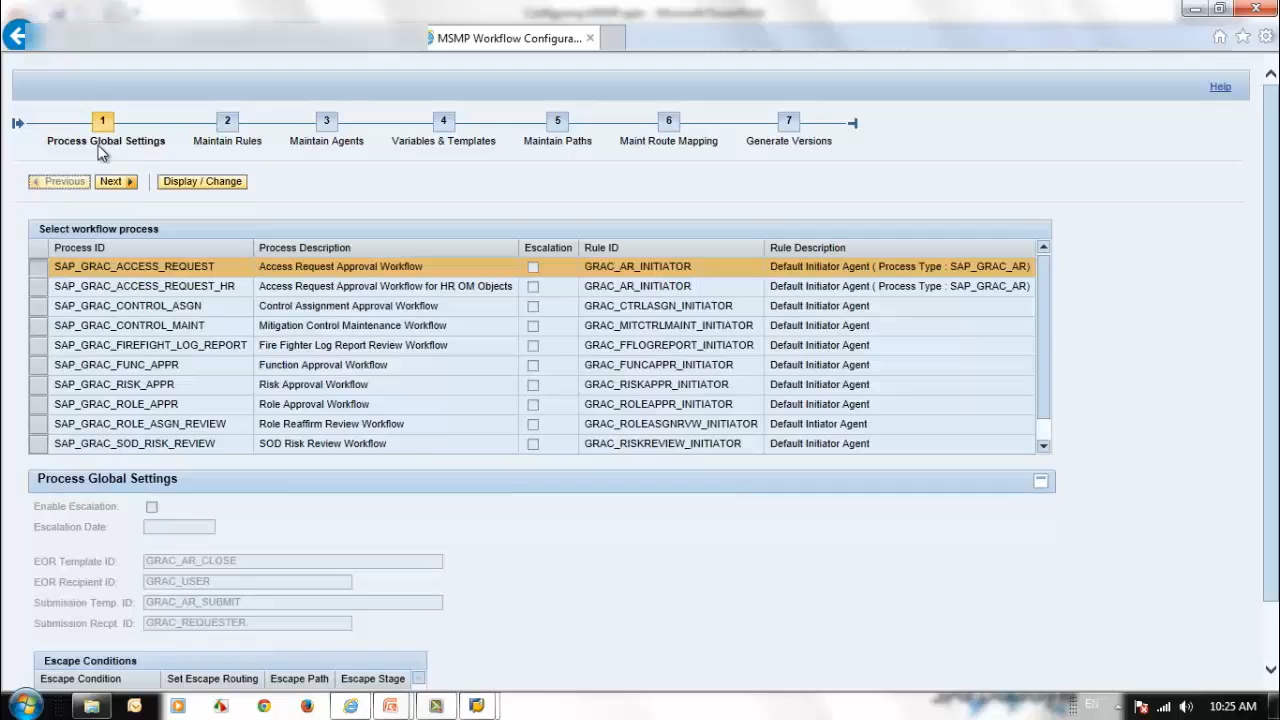 MSMP Workflow Configura...
Help
1 2 3 4 5 6 7
Process Global Settings Maintain Rules Maintain Agents Variables & Templates Maintain Paths Maint Route Mapping Generate Versions
Previous Next Display / Change
Select workflow process
Process ID Process Description Escalation Rule ID Rule Description
SAP_GRAC_ACCESS_REQUEST Access Request Approval Workflow GRAC_AR_INITIATOR Default Initiator Agent ( Process Type : SAP_GRAC_AR)
SAP_GRAC_ACCESS_REQUEST_HR Access Request Approval Workflow for HR OM Objects GRAC_AR_INITIATOR Default Initiator Agent ( Process Type : SAP_GRAC_AR)
SAP_GRAC_CONTROL_ASGN Control Assignment Approval Workflow GRAC_CTRLASGN_INITIATOR Default Initiator Agent
SAP_GRAC_CONTROL_MAINT Mitigation Control Maintenance Workflow GRAC_MITCTRLMAINT_INITIATOR Default Initiator Agent
SAP_GRAC_FIREFIGHT_LOG_REPORT Fire Fighter Log Report Review Workflow GRAC_FFLOGREPORT_INITIATOR Default Initiator Agent
SAP_GRAC_FUNC_APPR Function Approval Workflow GRAC_FUNCAPPR_INITIATOR Default Initiator Agent
SAP_GRAC_RISK_APPR Risk Approval Workflow GRAC_RISKAPPR_INITIATOR Default Initiator Agent
SAP_GRAC_ROLE_APPR Role Approval Workflow GRAC_ROLEAPPR_INITIATOR Default Initiator Agent
SAP_GRAC_ROLE_ASGN_REVIEW Role Reaffirm Review Workflow GRAC_ROLEASGNRVW_INITIATOR Default Intiator Agent
SAP_GRAC_SOD_RISK_REVIEW SOD Risk Review Workflow GRAC_RISKREVIEW_INITIATOR Default Initiator Agent
Process Global Settings
Enable Escalation:
Escalation Date:
EOR Template ID: GRAC_AR_CLOSE
EOR Recipient ID: GRAC_USER
Submission Temp. ID: GRAC_AR_SUBMIT
Submission Recpt. ID: GRAC_REQUESTER
Escape Conditions
Escape Condition Set Escape Routing Escape Path Escape Stage
EN 10:25 AM